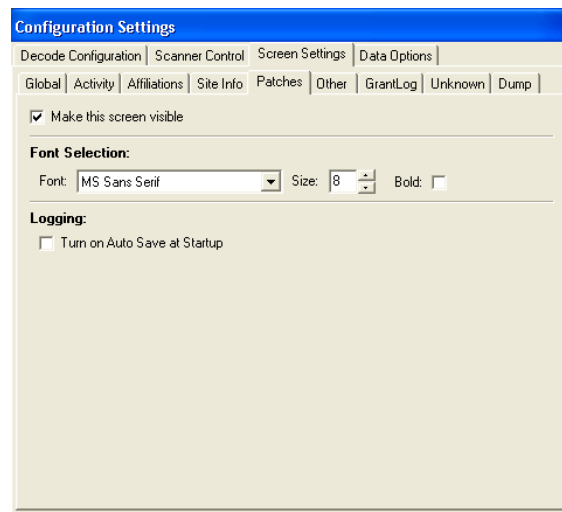 Configuration Settings
Decode Configuration Scanner Control Screen Settings Data Options
Global Activity Affiliations Site Info Patches Other GrantLog Unknown Dump
Make this screen visible
Font Selection:
Font: MS Sans Serif Size: 8 Bold:
Logging:
Turn on Auto Save at Startup